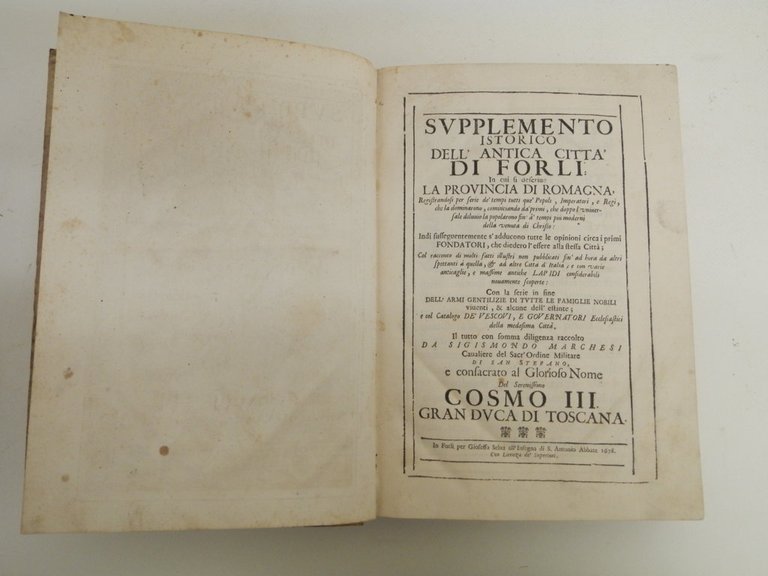 SVPPLEMENTO
ISTORICO
DELL' ANTICA CITTA'
DI FORLI;
In cui si descriue
LA PROVINCIA DI ROMAGNA,
Registrandosi per serie de' tempi tutti que' Popoli, Imperatori, e Regi,
che la dominarono, cominciando da' primi, che doppo l'vniuer-
sale deluuio la popolarono fin' à tempi più moderni
della venuta di Christo:
Indi susseguentemente s'adducono tutte le opinioni circa i primi
FONDATORI, che diedero l'essere alla stessa Città;
Col racconto di molti fatti illustri non pubblicati fin' ad hora da altri
spettanti à quella, & ad altre Città d'Italia, e con varie
anticaglie, e massime antiche LAPIDI considerabili
nouamente scoperte:
Con la serie in fine
DELL' ARMI GENTILIZIE DI TVTTE LE FAMIGLIE NOBILI
viuenti, & alcune dell' estinte;
e col Catalogo DE' VESCOVI, E GOVERNATORI Ecclesiastici
della medesima Città,
Il tutto con somma diligenza raccolto
DA SIGISMONDO MARCHESI
Caualiere del Sacr' Ordine Militare
DI SAN STEFANO,
e consacrato al Glorioso Nome
Del Serenissimo
COSMO III.
GRAN DVCA DI TOSCANA.
In Forlì per Gioseffo Selua all' Insegna di S. Antonio Abbate 1678.
Con Licenza de' Superiori.